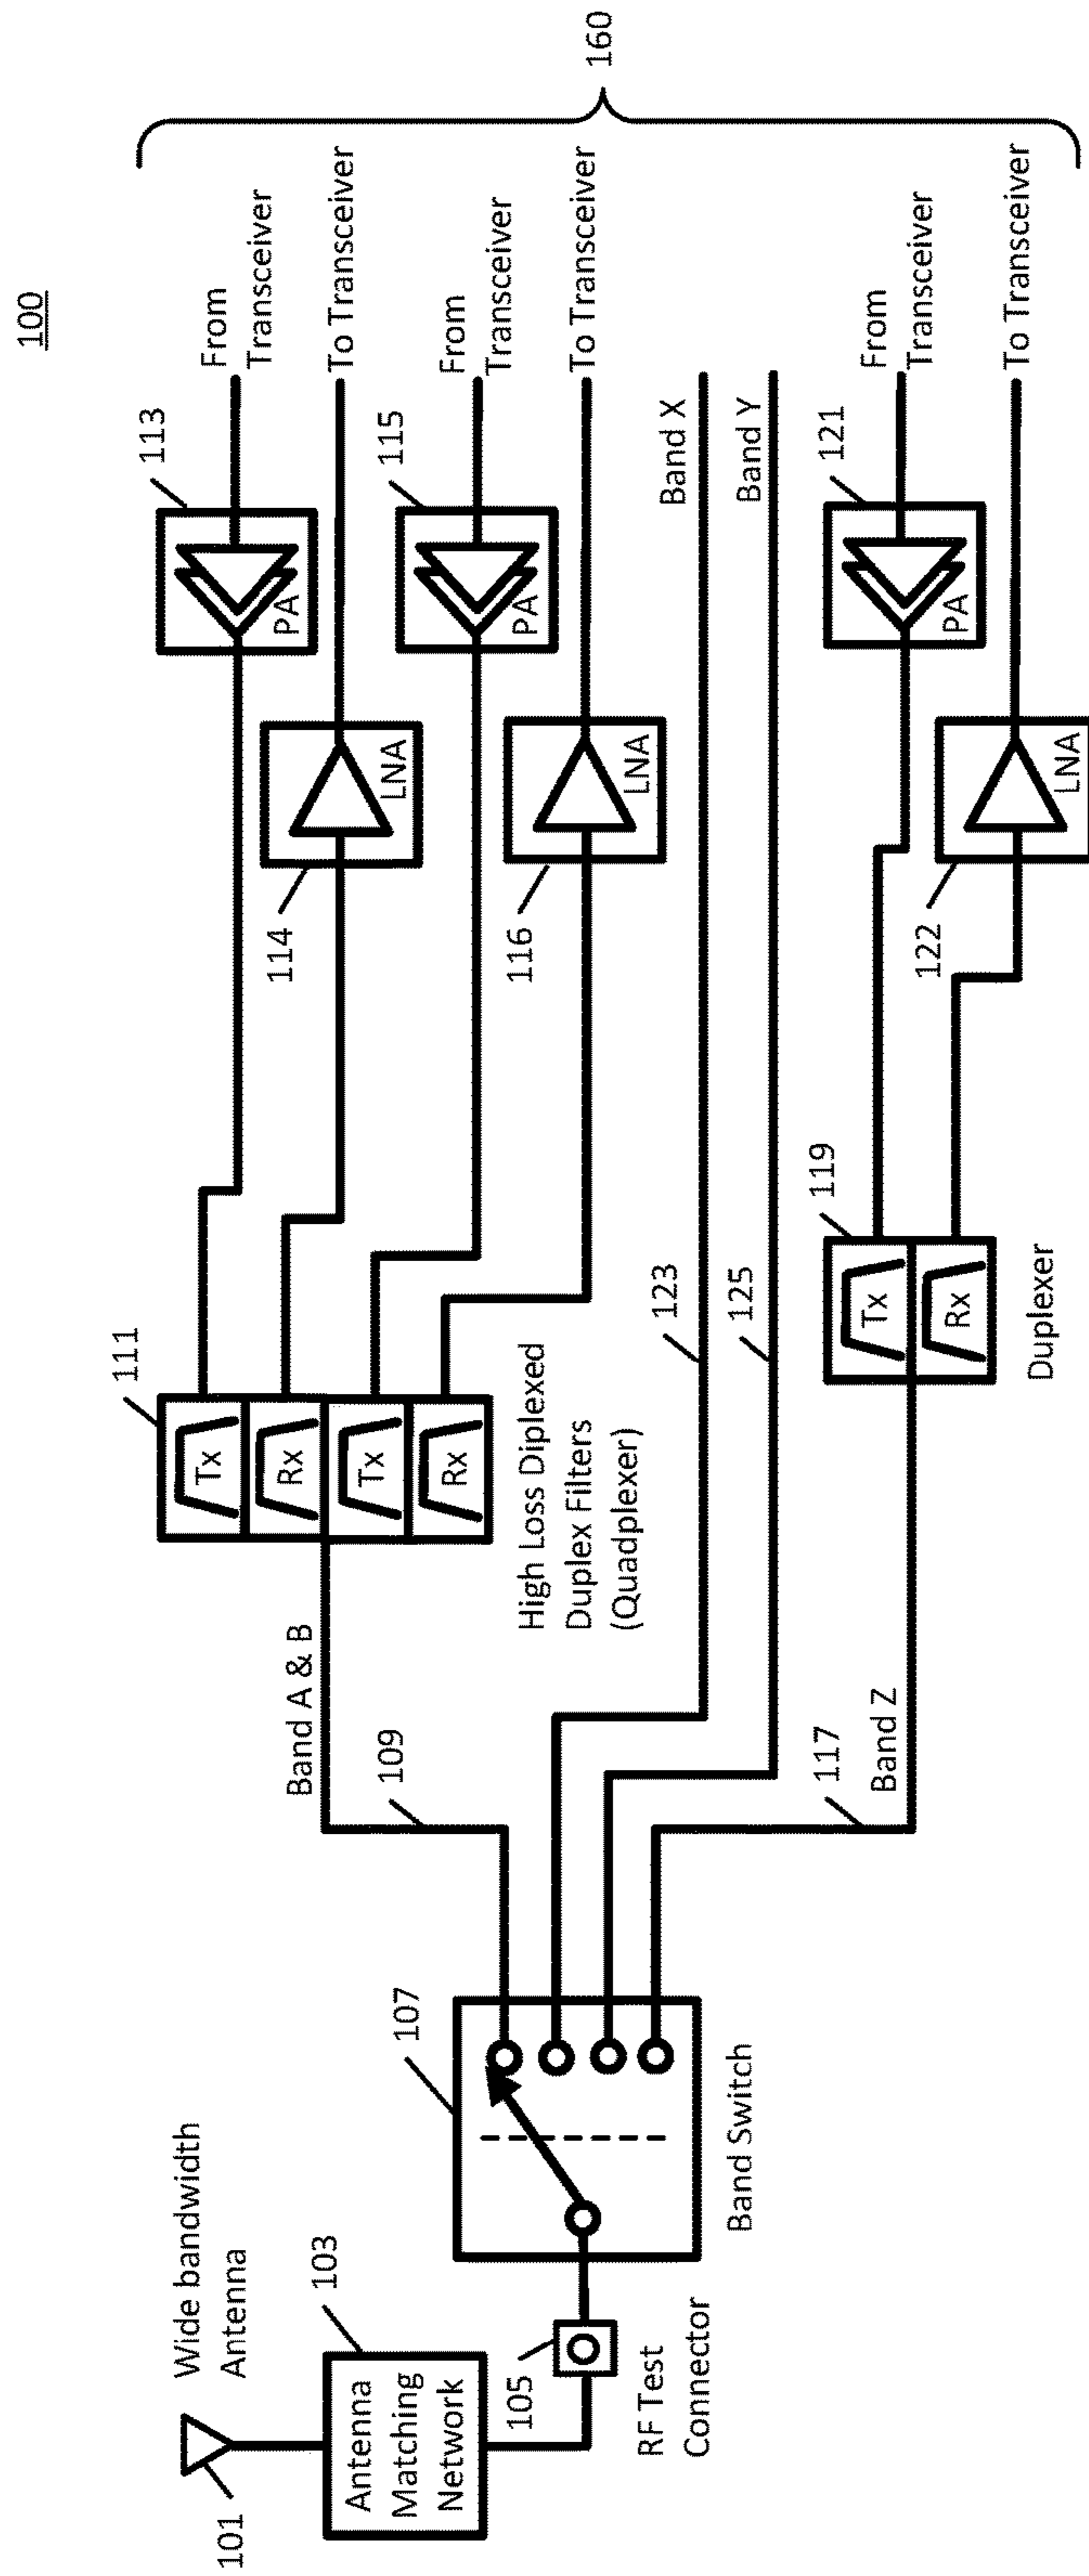 100
Wide bandwidth
Antenna
101
103
Antenna
Matching
Network
105
RF Test
Connector
107
Band Switch
109
Band A & B
111
Tx
Rx
Tx
Rx
High Loss Diplexed
Duplex Filters
(Quadplexer)
113
PA
From
Transceiver
114
LNA
To Transceiver
115
PA
From
Transceiver
116
LNA
To Transceiver
123
Band X
125
Band Y
117
Band Z
119
Tx
Rx
Duplexer
121
PA
From
Transceiver
122
LNA
To Transceiver
160